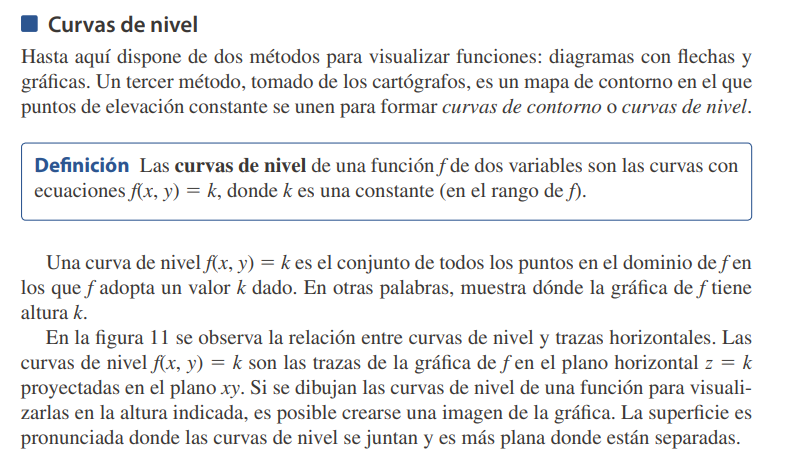 Curvas de nivel
Hasta aquí dispone de dos métodos para visualizar funciones: diagramas con flechas y
gráficas. Un tercer método, tomado de los cartógrafos, es un mapa de contorno en el que
puntos de elevación constante se unen para formar curvas de contorno o curvas de nivel.
Definición Las curvas de nivel de una función f de dos variables son las curvas con
ecuaciones f(x, y) = k, donde k es una constante (en el rango de f).
Una curva de nivel f(x, y) = k es el conjunto de todos los puntos en el dominio de f en
los que f adopta un valor k dado. En otras palabras, muestra dónde la gráfica de f tiene
altura k.
En la figura 11 se observa la relación entre curvas de nivel y trazas horizontales. Las
curvas de nivel f(x, y) = k son las trazas de la gráfica de f en el plano horizontal z = k
proyectadas en el plano xy. Si se dibujan las curvas de nivel de una función para visuali-
zarlas en la altura indicada, es posible crearse una imagen de la gráfica. La superficie es
pronunciada donde las curvas de nivel se juntan y es más plana donde están separadas.